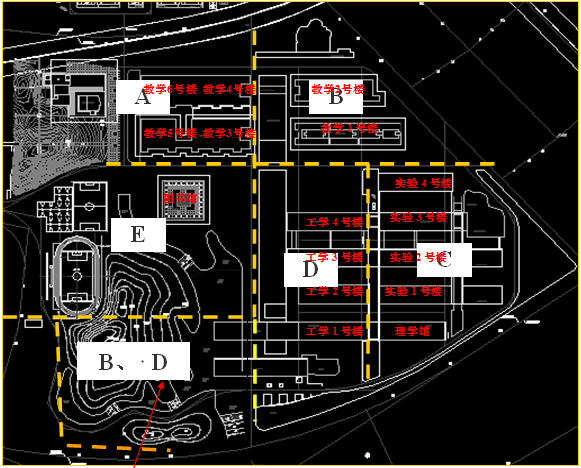 教学6号楼 教学4号楼
A
教学5号楼 教学3号楼
教学2号楼
B
教学1号楼
图书馆
E
实验4号楼
实验3号楼
工学4号楼
工学3号楼
实验2号楼
D
C
工学2号楼
实验1号楼
工学1号楼
理学馆
B、·D